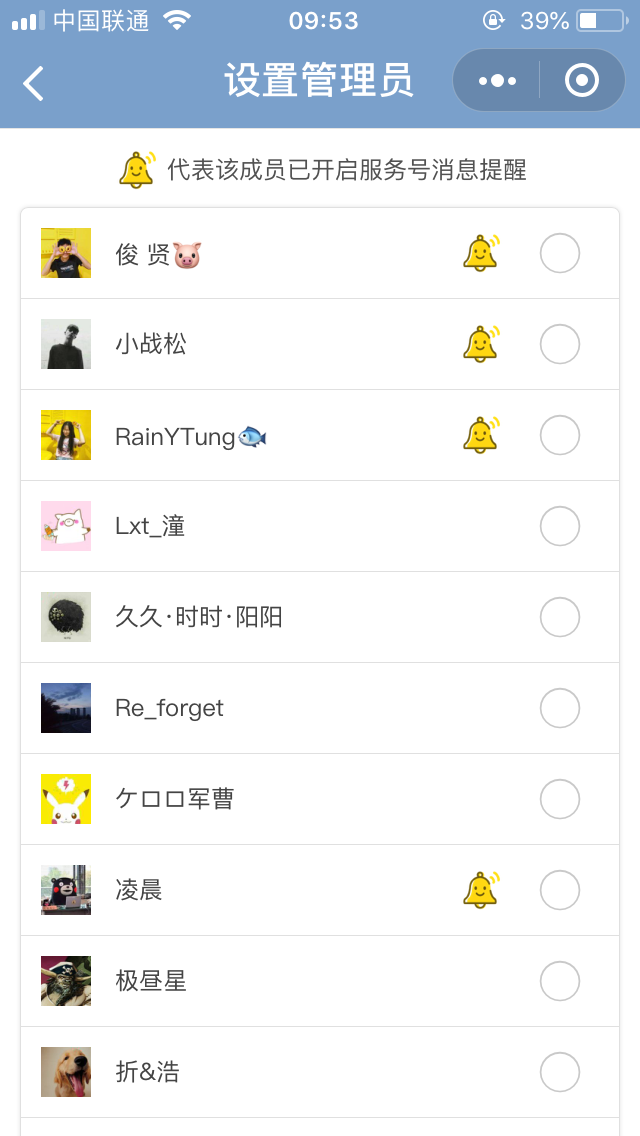 中国联通 09:53 39%
设置管理员
代表该成员已开启服务号消息提醒
俊 贤🐷
小战松
RainYTung🐟
Lxt_潼
久久·时时·阳阳
Re_forget
ケロロ军曹
凌晨
极昼星
折&浩